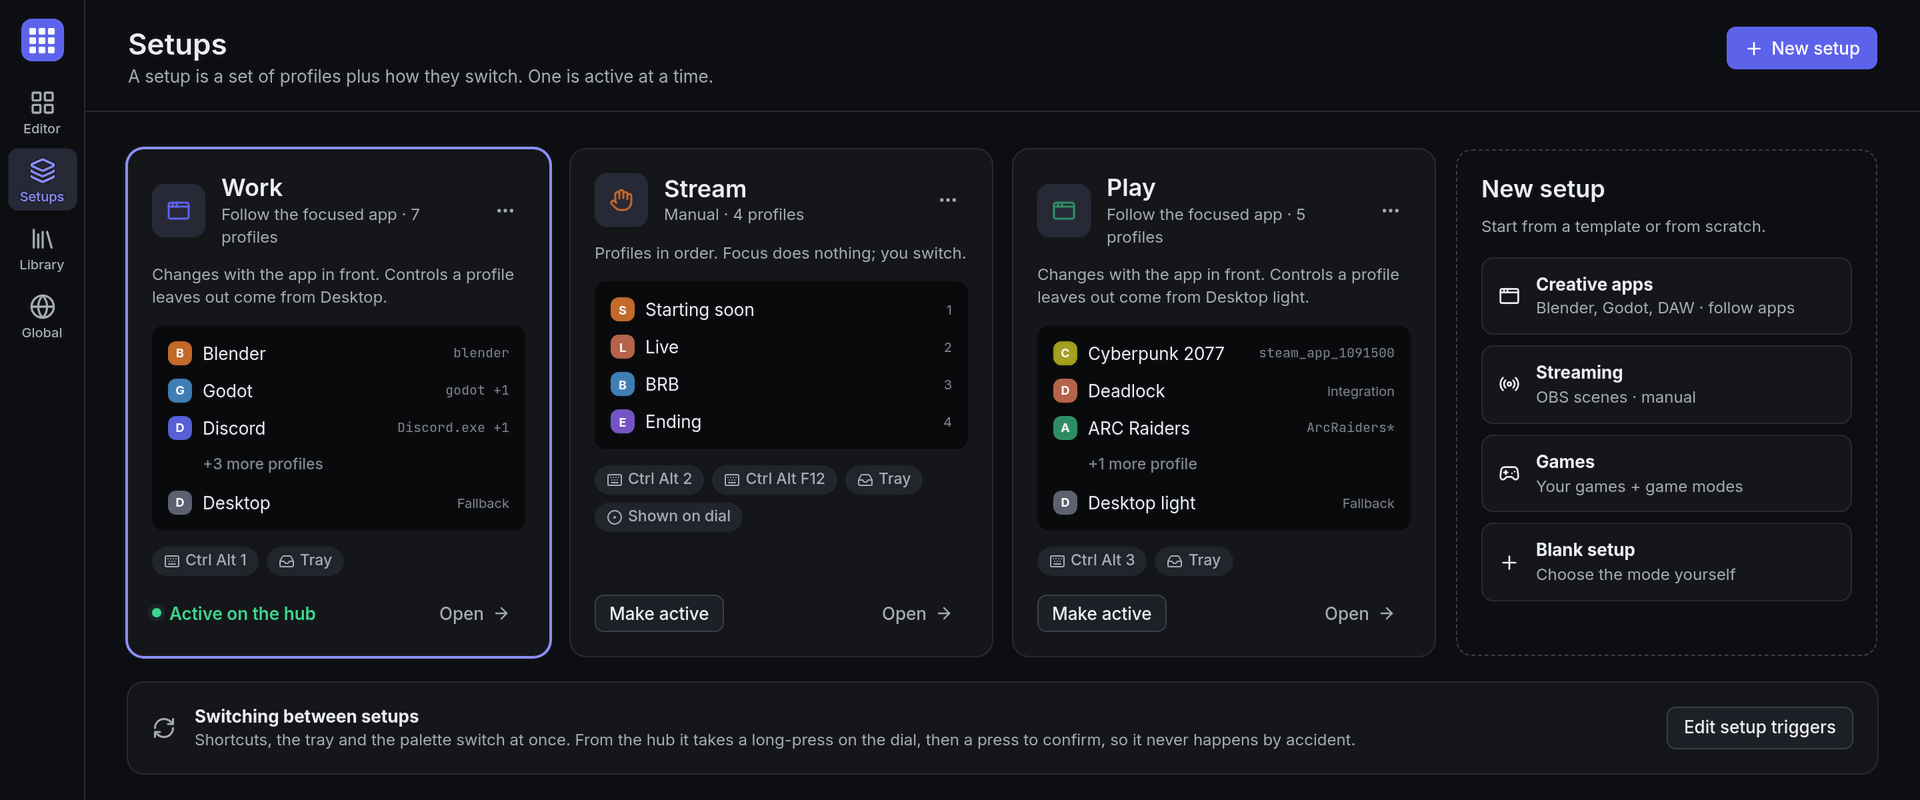 Setups
A setup is a set of profiles plus how they switch. One is active at a time.
+ New setup
Editor
Setups
Library
Global
Work
Follow the focused app · 7
profiles
Changes with the app in front. Controls a profile
leaves out come from Desktop.
B Blender blender
G Godot godot +1
D Discord Discord.exe +1
+3 more profiles
D Desktop Fallback
Ctrl Alt 1 Tray
Active on the hub Open →
Stream
Manual · 4 profiles
Profiles in order. Focus does nothing; you switch.
S Starting soon 1
L Live 2
B BRB 3
E Ending 4
Ctrl Alt 2 Ctrl Alt F12 Tray
Shown on dial
Make active Open →
Play
Follow the focused app · 5
profiles
Changes with the app in front. Controls a profile
leaves out come from Desktop light.
C Cyberpunk 2077 steam_app_1091500
D Deadlock integration
A ARC Raiders ArcRaiders*
+1 more profile
D Desktop light Fallback
Ctrl Alt 3 Tray
Make active Open →
New setup
Start from a template or from scratch.
Creative apps
Blender, Godot, DAW · follow apps
Streaming
OBS scenes · manual
Games
Your games + game modes
Blank setup
Choose the mode yourself
Switching between setups
Shortcuts, the tray and the palette switch at once. From the hub it takes a long-press on the dial, then a press to confirm, so it never happens by accident.
Edit setup triggers